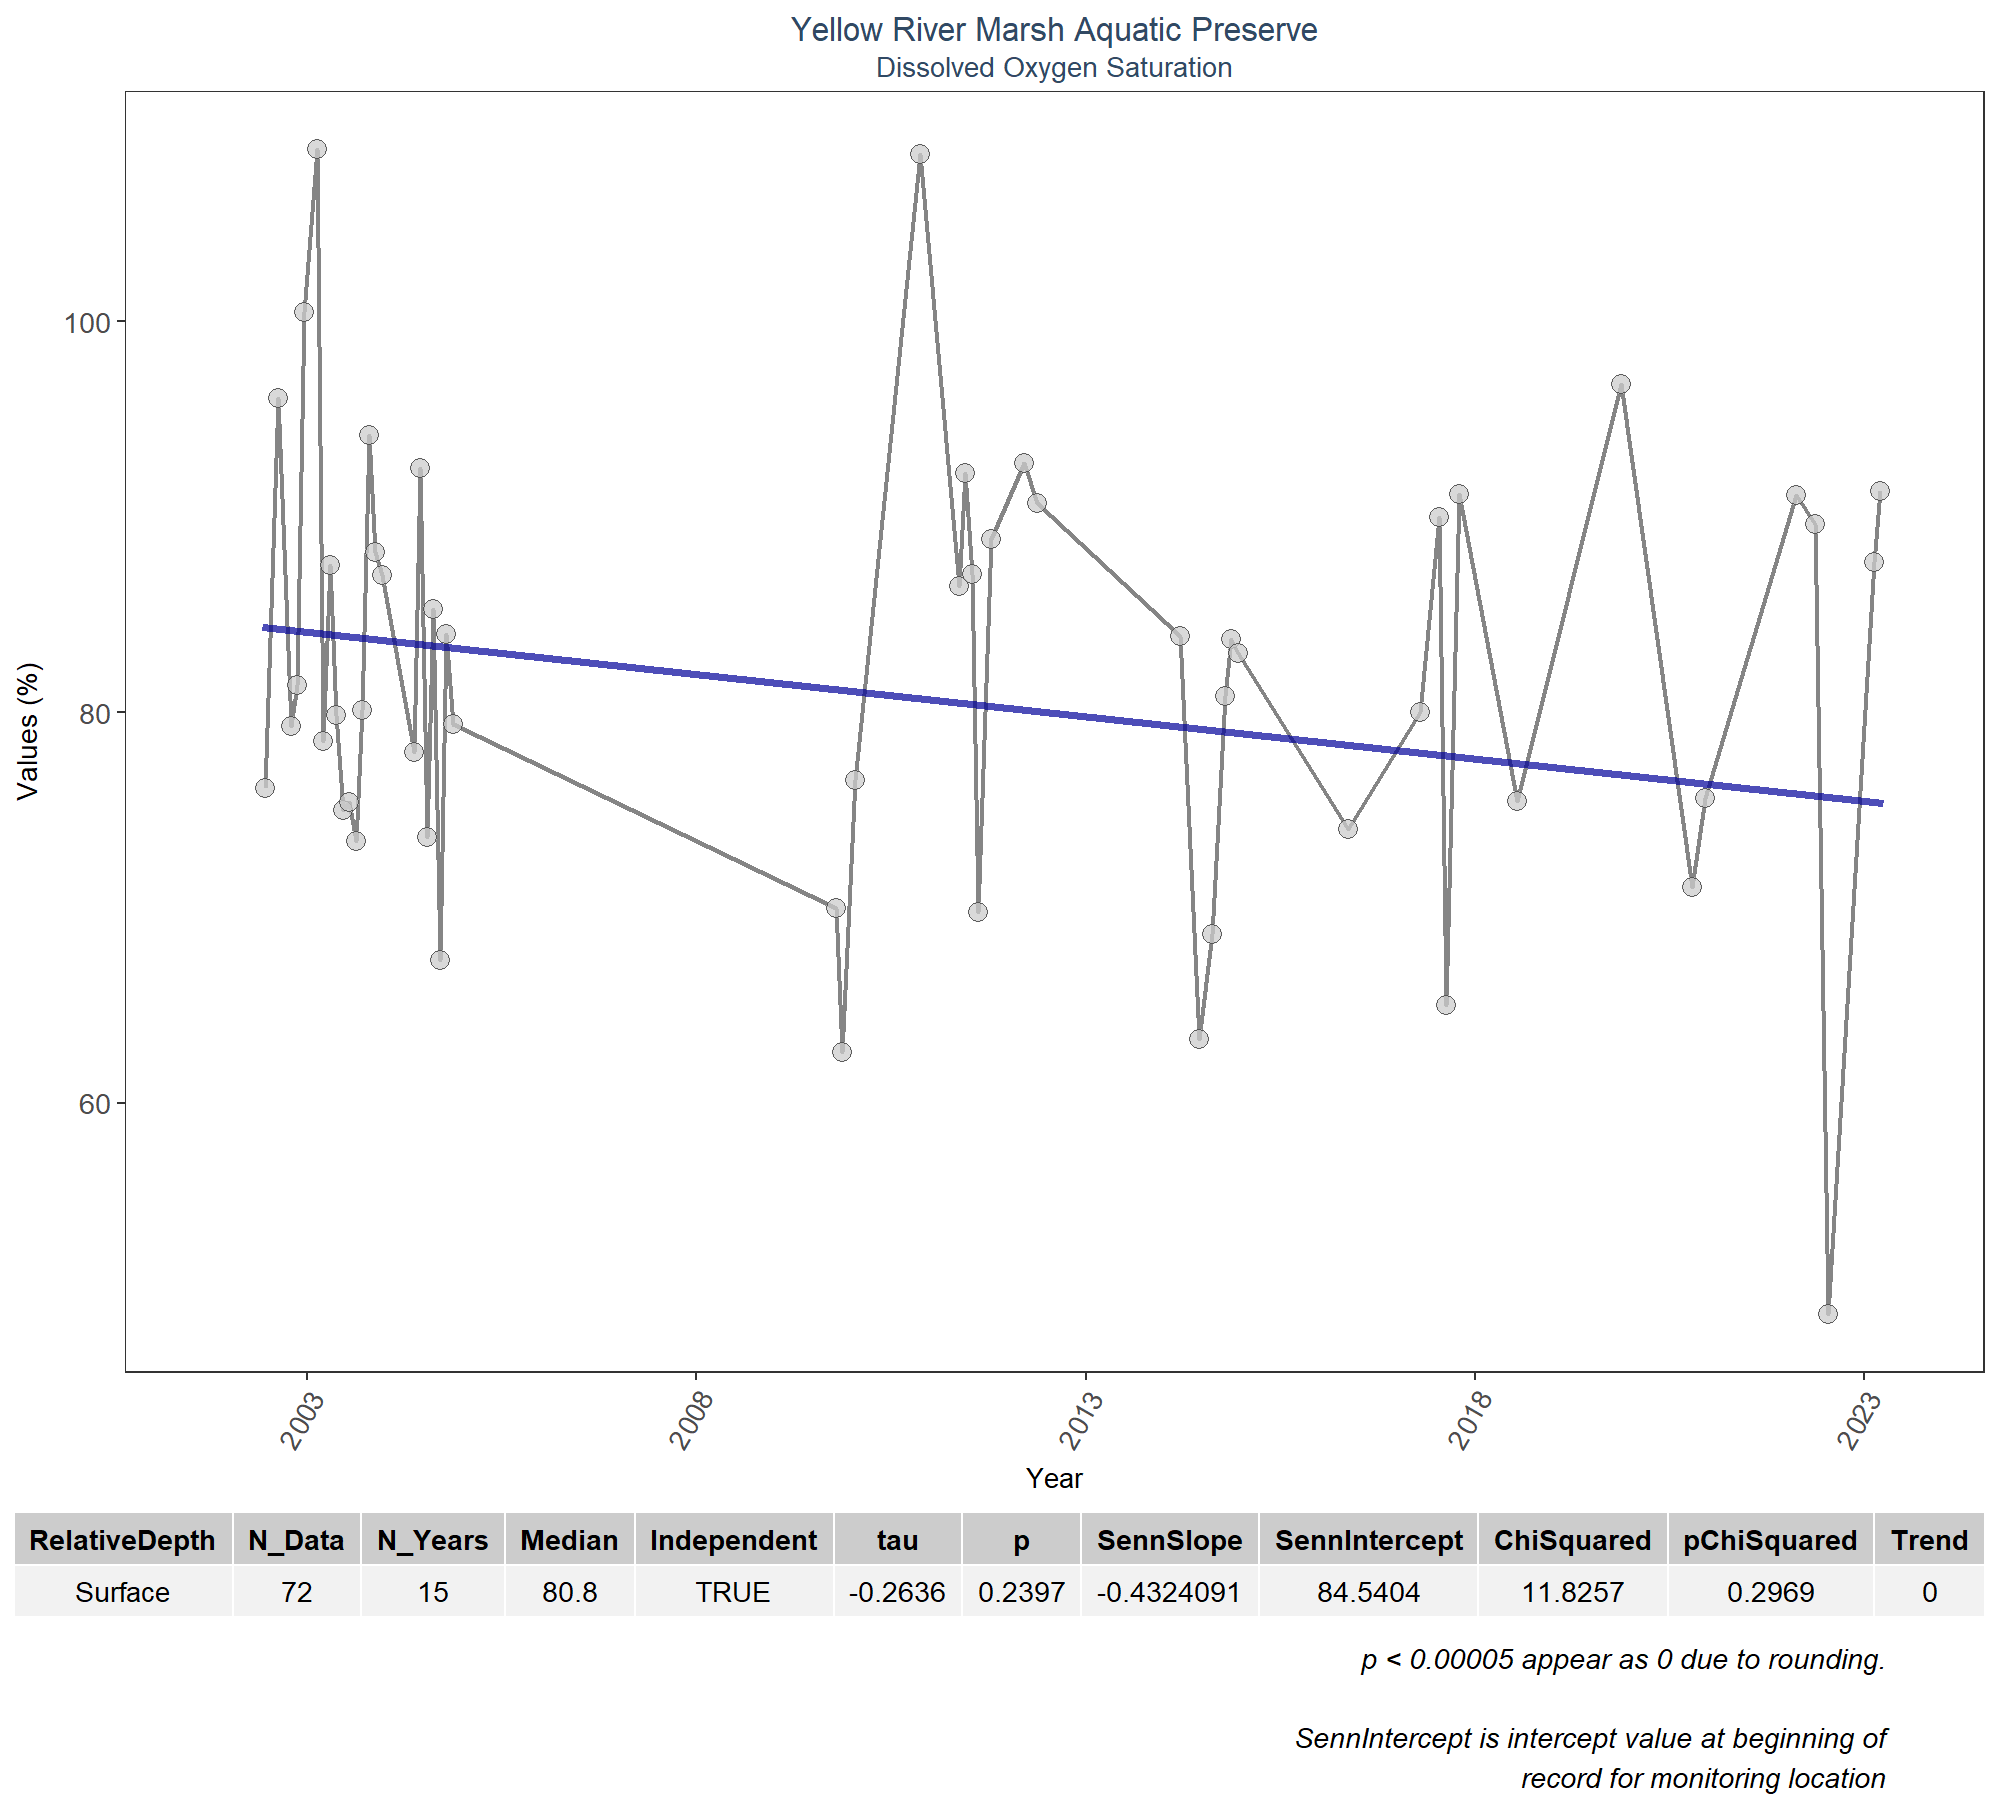 Yellow River Marsh Aquatic Preserve
Dissolved Oxygen Saturation
Values (%)
100
80
60
2003 2008 2013 2018 2023
Year
RelativeDepth N_Data N_Years Median Independent tau p SennSlope SennIntercept ChiSquared pChiSquared Trend
Surface 72 15 80.8 TRUE -0.2636 0.2397 -0.4324091 84.5404 11.8257 0.2969 0
p < 0.00005 appear as 0 due to rounding.
SennIntercept is intercept value at beginning of
record for monitoring location